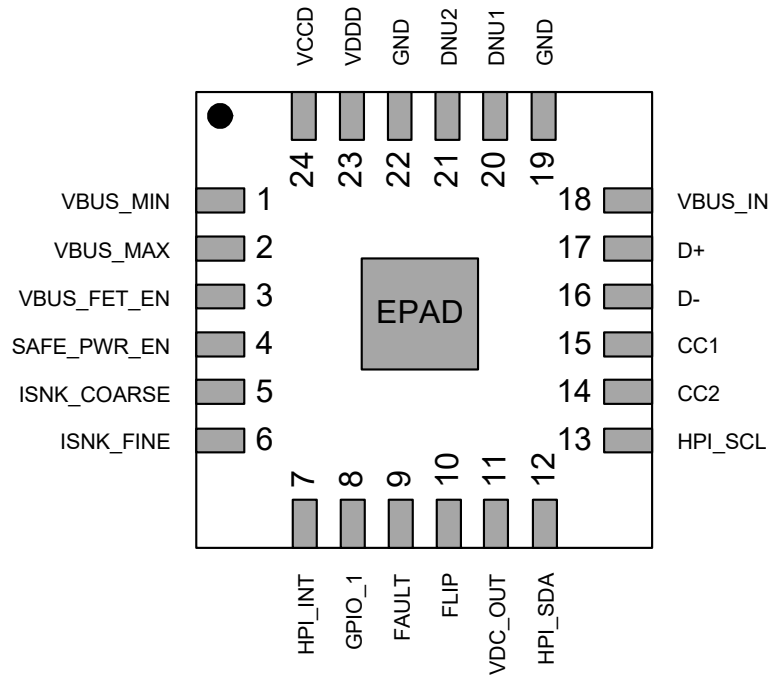 VCCD
VDDD
GND
DNU2
DNU1
GND
24
23
22
21
20
19
VBUS_MIN 1
VBUS_MAX 2
VBUS_FET_EN 3
SAFE_PWR_EN 4
ISNK_COARSE 5
ISNK_FINE 6
EPAD
18 VBUS_IN
17 D+
16 D-
15 CC1
14 CC2
13 HPI_SCL
7
8
9
10
11
12
HPI_INT
GPIO_1
FAULT
FLIP
VDC_OUT
HPI_SDA